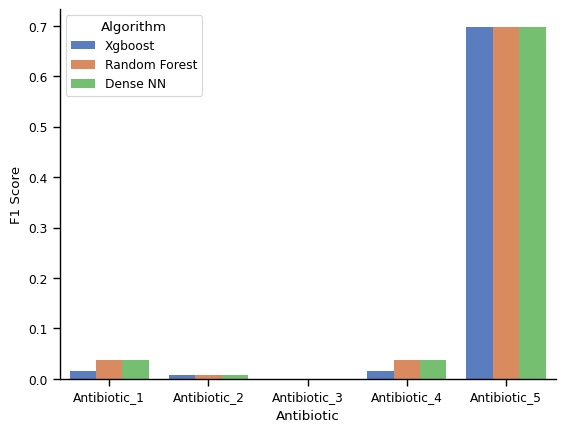 Algorithm
Xgboost
Random Forest
Dense NN
F1 Score
0.7
0.6
0.5
0.4
0.3
0.2
0.1
0.0
Antibiotic_1 Antibiotic_2 Antibiotic_3 Antibiotic_4 Antibiotic_5
Antibiotic